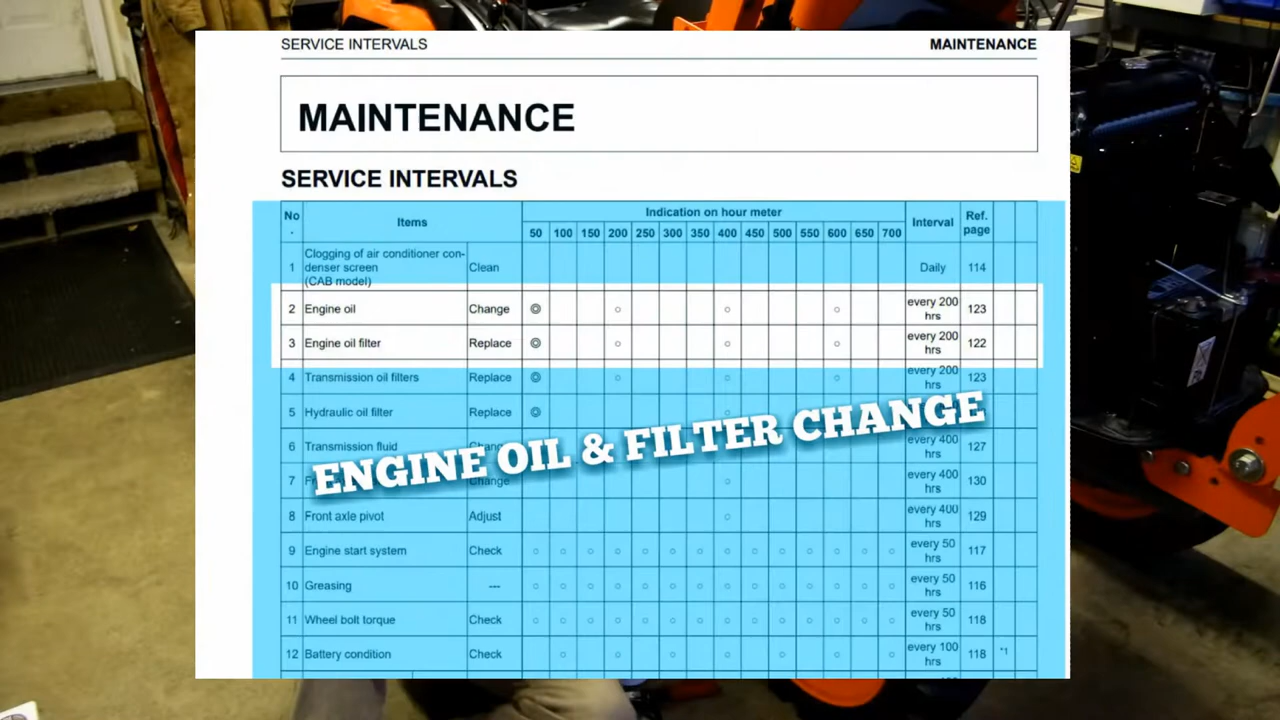 SERVICE INTERVALS MAINTENANCE
MAINTENANCE
SERVICE INTERVALS
No. Items Indication on hour meter Interval Ref. page
50 100 150 200 250 300 350 400 450 500 550 600 650 700
1 Clogging of air conditioner con-
denser screen Clean Daily 114
(CAB model)
2 Engine oil Change ◎ ○ ○ ○ every 200 hrs 123
3 Engine oil filter Replace ◎ ○ ○ ○ every 200 hrs 122
4 Transmission oil filters Replace ◎ ○ ○ ○ every 200 hrs 123
5 Hydraulic oil filter Replace ◎ ○
ENGINE OIL & FILTER CHANGE
6 Transmission fluid every 400 hrs 127
7 Change ○ every 400 hrs 130
8 Front axle pivot Adjust ○ every 400 hrs 129
9 Engine start system Check ○ ○ ○ ○ ○ ○ ○ ○ ○ ○ ○ ○ ○ ○ every 50 hrs 117
10 Greasing --- ○ ○ ○ ○ ○ ○ ○ ○ ○ ○ ○ ○ ○ ○ every 50 hrs 116
11 Wheel bolt torque Check ○ ○ ○ ○ ○ ○ ○ ○ ○ ○ ○ ○ ○ ○ every 50 hrs 118
12 Battery condition Check ○ ○ ○ ○ ○ ○ ○ every 100 hrs 118 *1